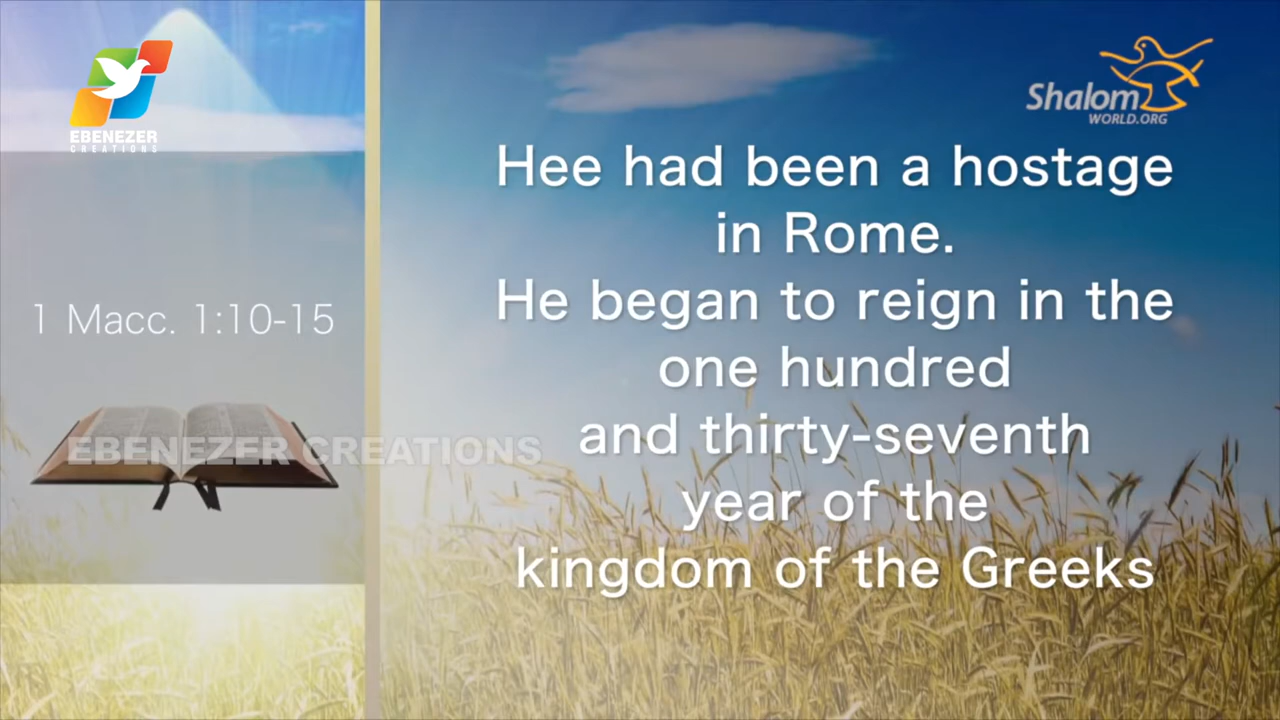 EBENEZER
CREATIONS
Shalom
WORLD.ORG
1 Macc. 1:10-15
EBENEZER CREATIONS
Hee had been a hostage
in Rome.
He began to reign in the
one hundred
and thirty-seventh
year of the
kingdom of the Greeks